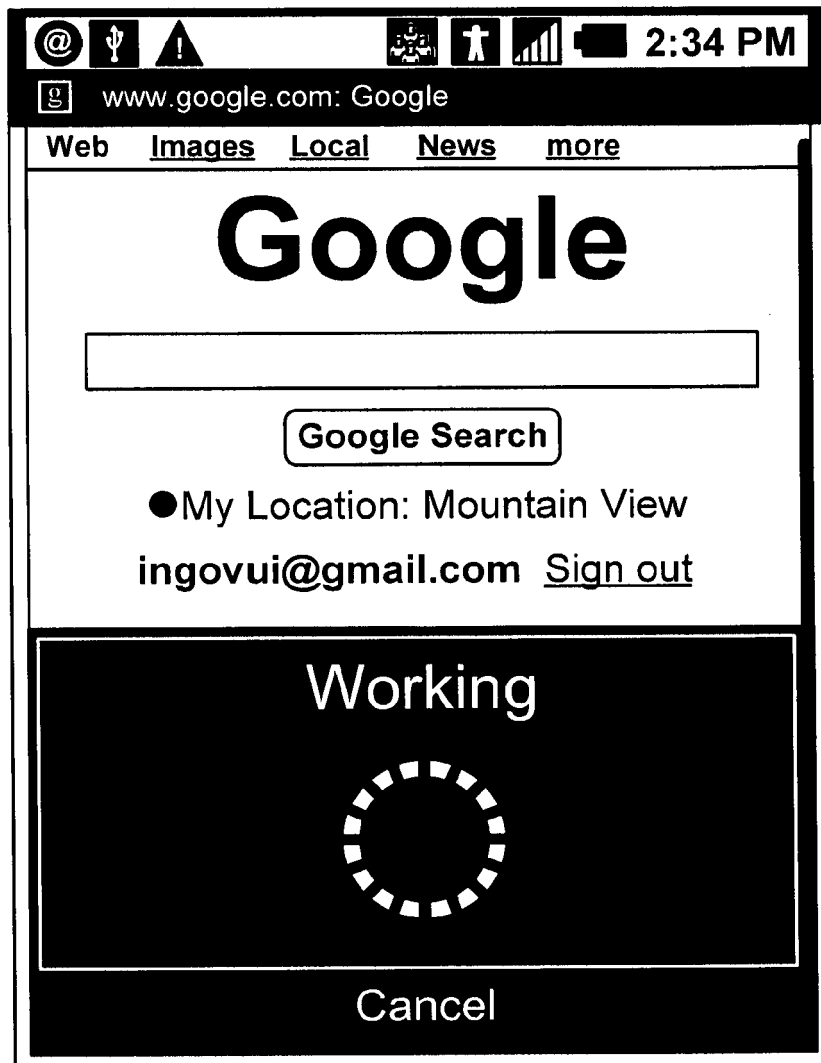 @ 2:34 PM
g www.google.com: Google
Web Images Local News more
Google
Google Search
My Location: Mountain View
ingovui@gmail.com Sign out
Working
Cancel